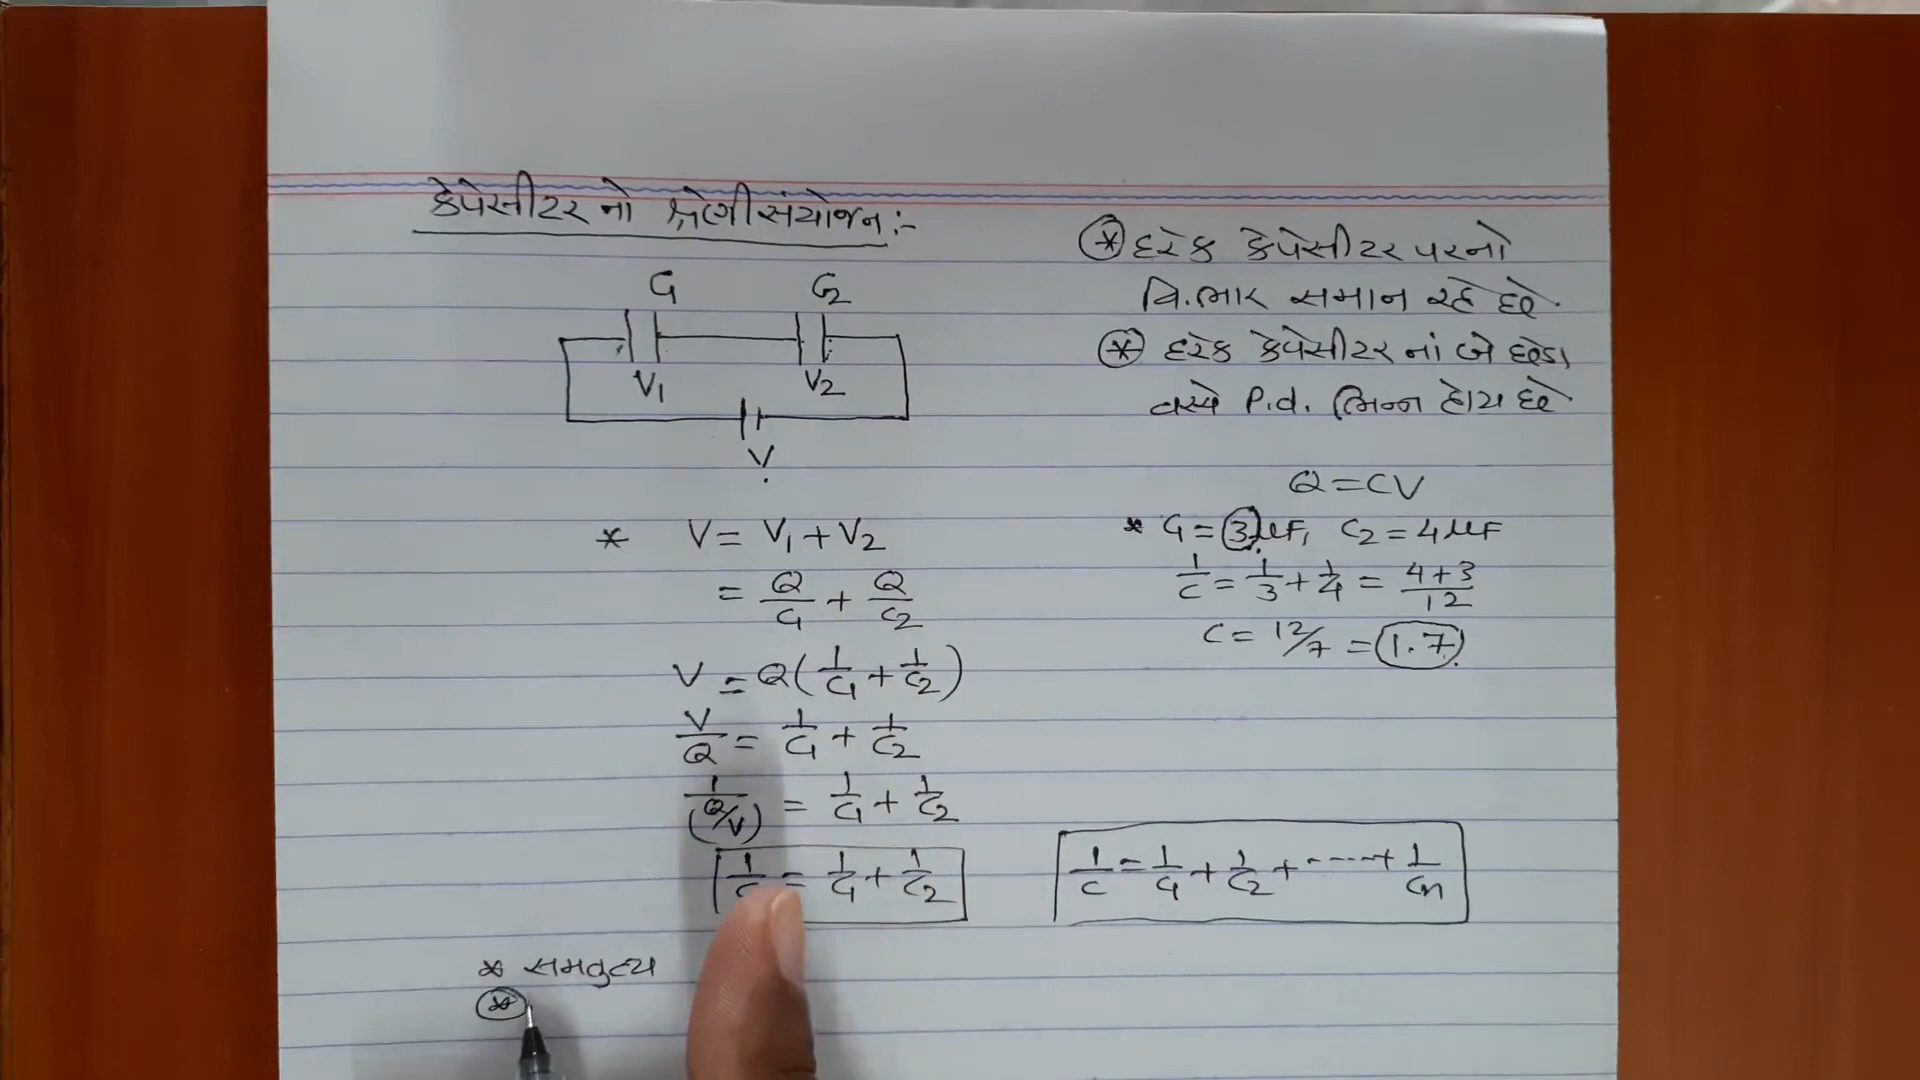 કેપેસીટર નો શ્રેણીસંયોજન :-
C₁ C₂
V₁ V₂
V
* V = V₁ + V₂
= Q/C₁ + Q/C₂
V = Q(1/C₁ + 1/C₂)
V/Q = 1/C₁ + 1/C₂
1/(Q/V) = 1/C₁ + 1/C₂
1/C = 1/C₁ + 1/C₂
* સમતુલ્ય
*
* દરેક કેપેસીટર પરનો
વિ.ભાર સમાન રહે છે.
* દરેક કેપેસીટર નાં બે છેડા
વચ્ચે P.d. ભિન્ન હોય છે
Q = CV
* C₁ = 3μF, C₂ = 4μF
1/C = 1/3 + 1/4 = 4+3/12
C = 12/7 = 1.7
1/C = 1/C₁ + 1/C₂ + ----+ 1/Cn